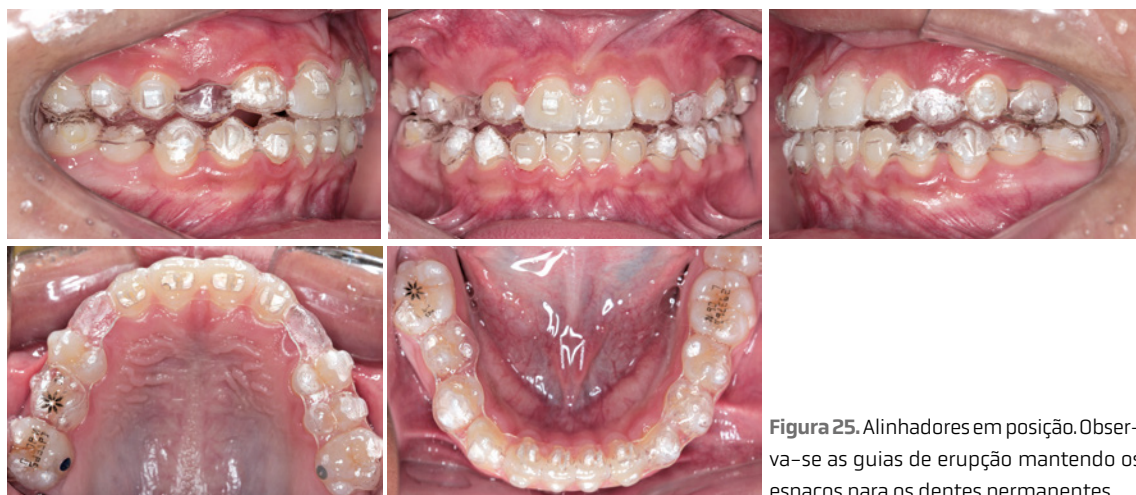 Figura 25. Alinhadores em posição. Obser-
va-se as guias de erupção mantendo os
espaços para os dentes permanentes